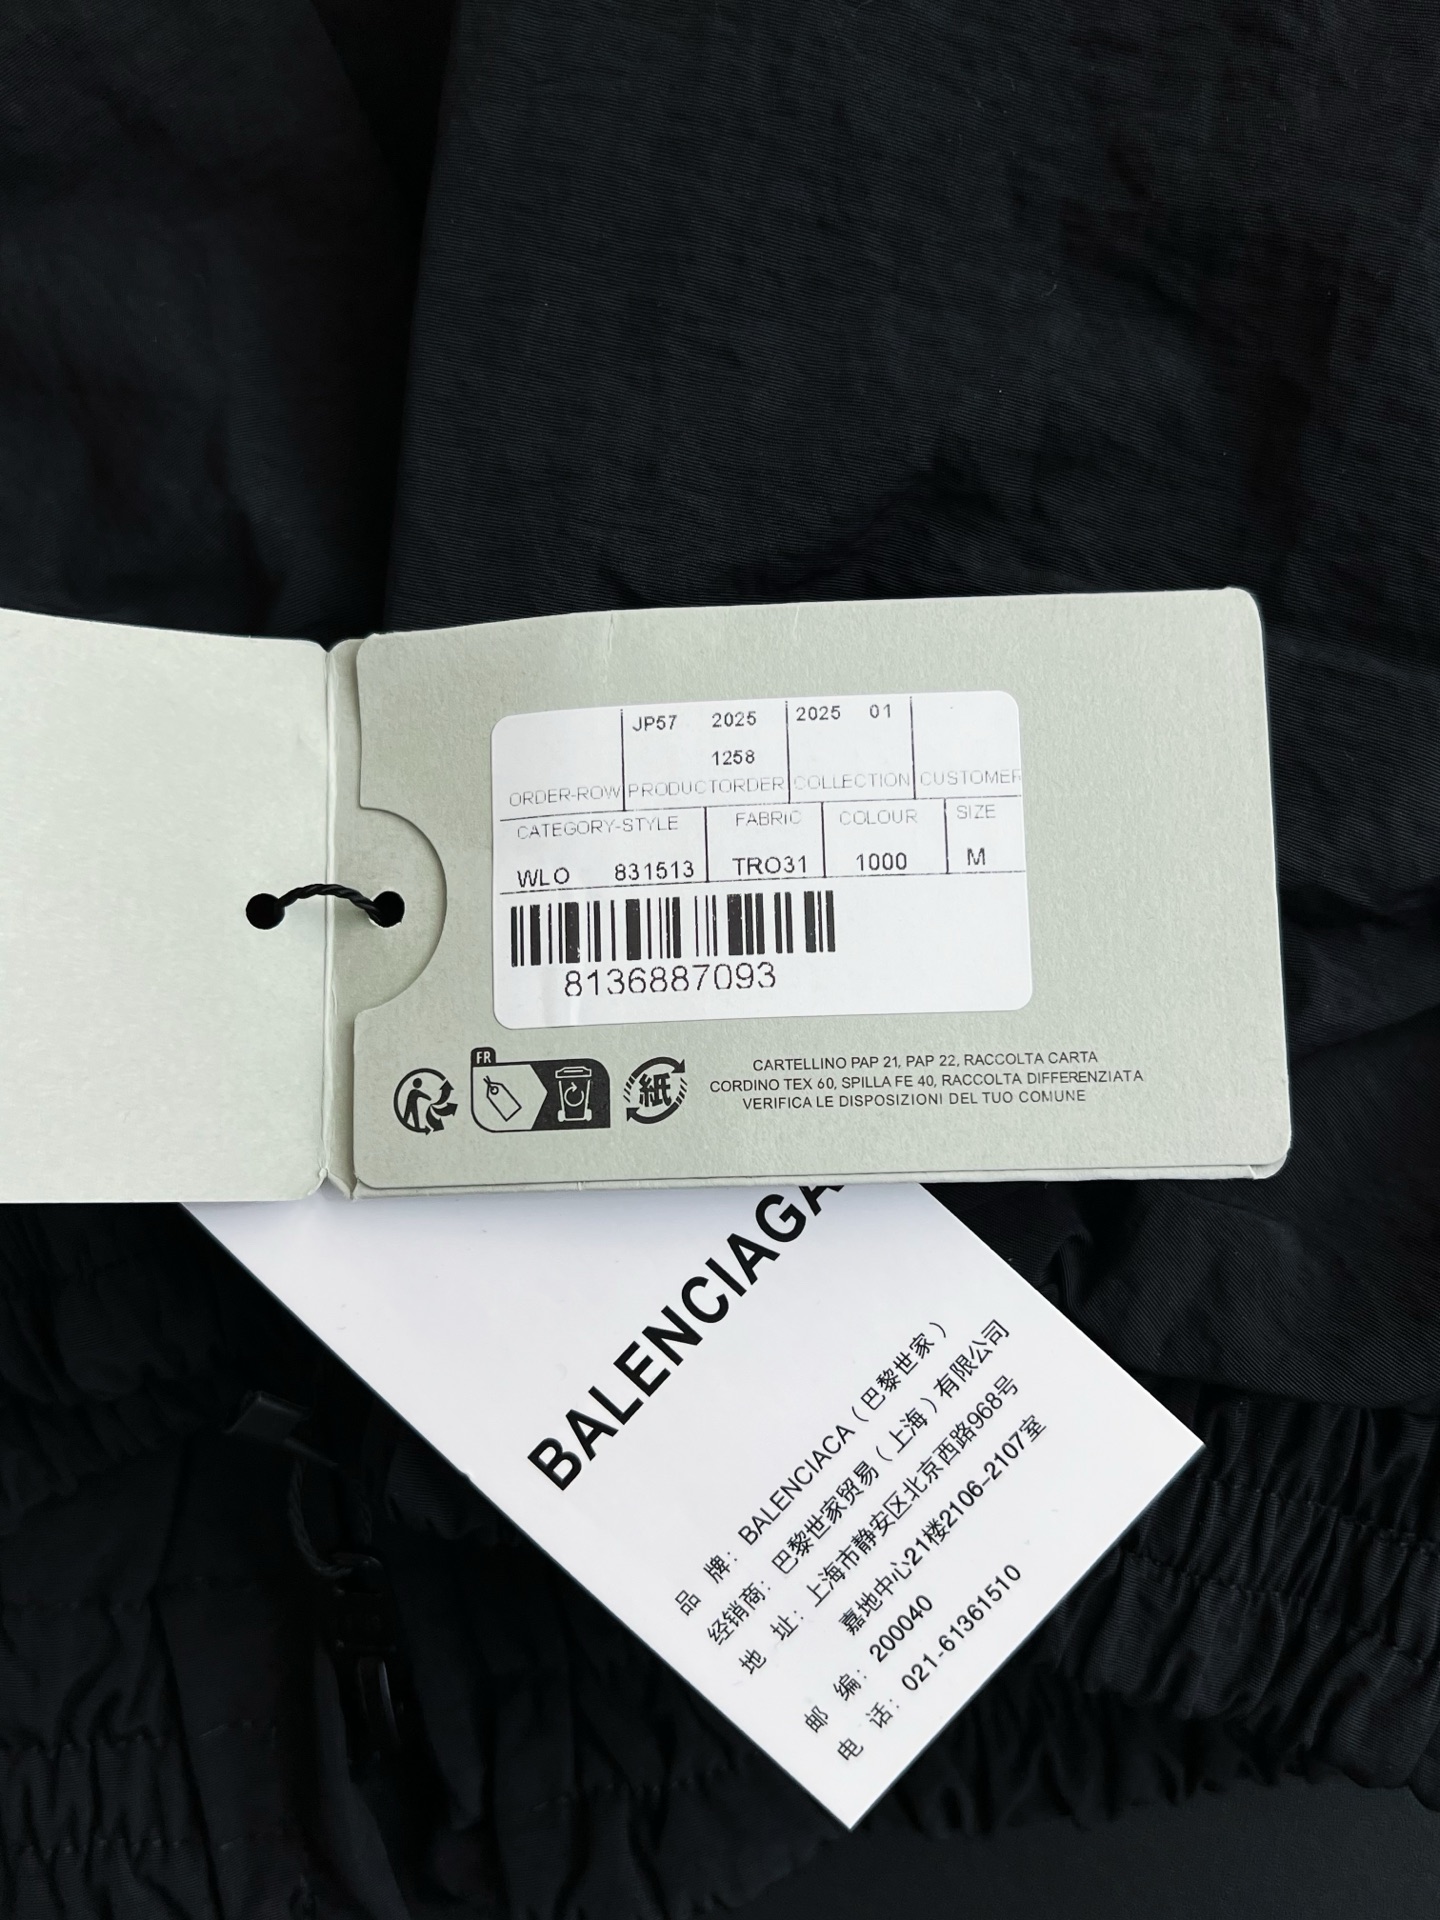 JP57 2025 2025 01
1258
ORDER-ROW PRODUCTORDER COLLECTION CUSTOMER
CATEGORY-STYLE FABRIC COLOUR SIZE
WLO 831513 TRO31 1000 M
8136887093
FR
紙
CARTELLINO PAP 21, PAP 22, RACCOLTA CARTA
CORDINO TEX 60, SPILLA FE 40, RACCOLTA DIFFERENZIATA
VERIFICA LE DISPOSIZIONI DEL TUO COMUNE
BALENCIAGA
品 牌：BALENCIACA（巴黎世家）
经销商：巴黎世家贸易（上海）有限公司
地 址：上海市静安区北京西路968号
嘉地中心21楼2106-2107室
邮 编：200040
电 话：021-61361510